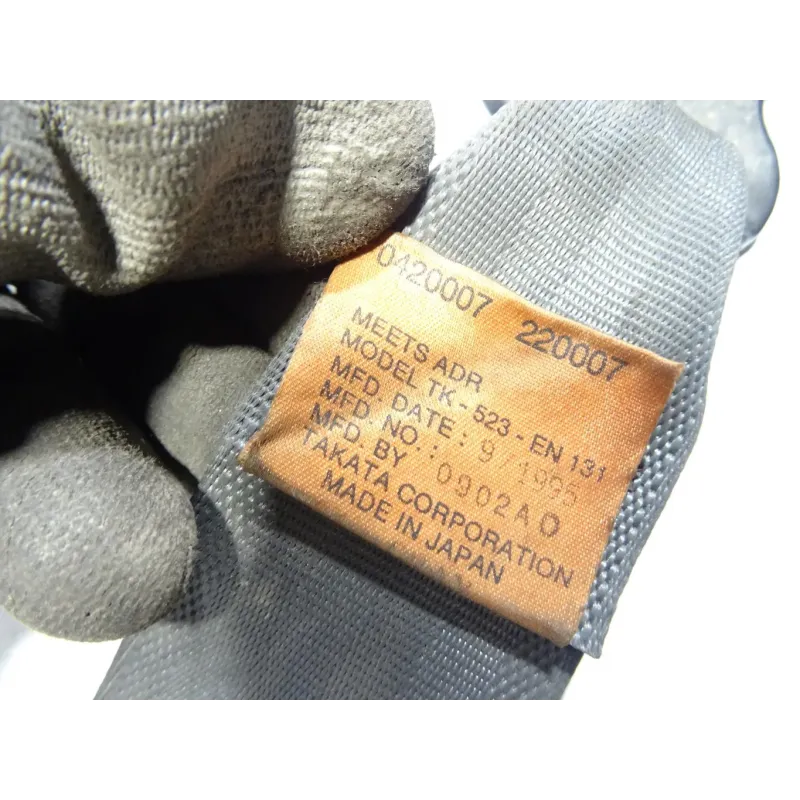 0420007 220007
MEETS ADR
MODEL TK - 523 - EN 131
MFD. DATE : 9 / 1995
MFD. NO. : 0902A0
MFD. BY
TAKATA CORPORATION
MADE IN JAPAN